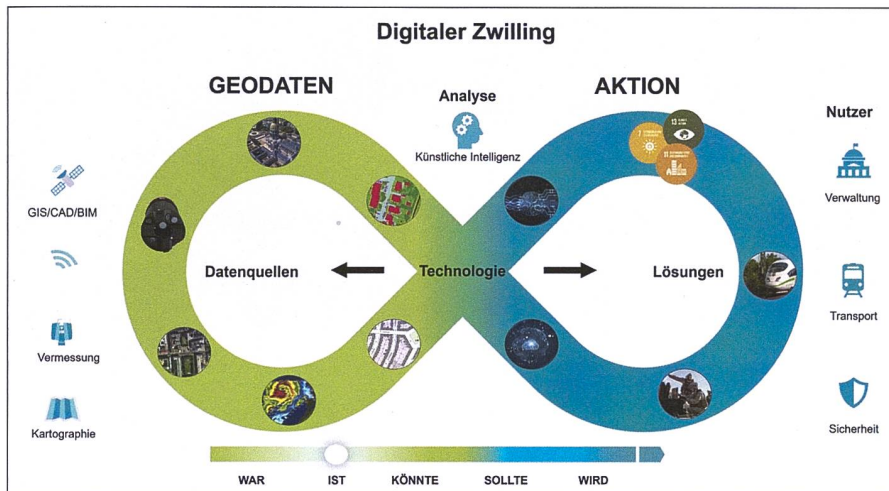 Digitaler Zwilling
GEODATEN
Analyse
AKTION
Künstliche Intelligenz
Nutzer
GIS/CAD/BIM
Verwaltung
Datenquellen
Technologie
Lösungen
Vermessung
Transport
Kartographie
Sicherheit
WAR
IST
KÖNNTE
SOLLTE
WIRD